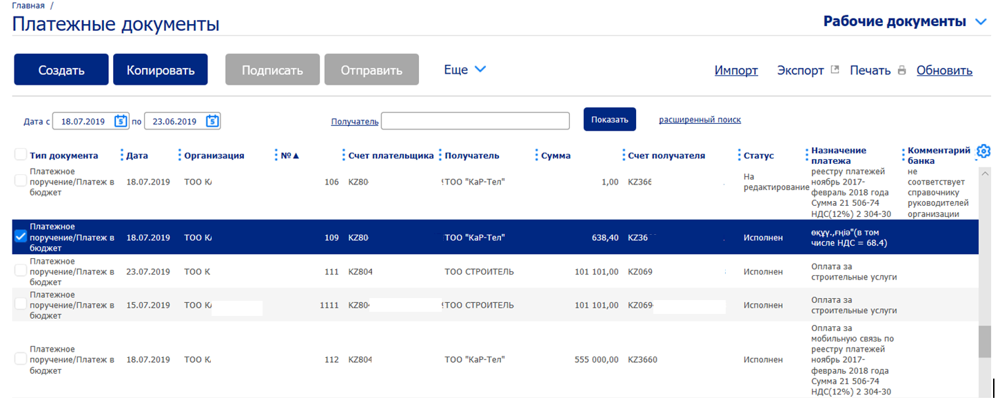 Главная /
Платежные документы
Рабочие документы
Создать Копировать Подписать Отправить Еще Импорт Экспорт Печать Обновить
Дата с 18.07.2019 по 23.06.2019 Получатель Показать расширенный поиск
Тип документа Дата Организация №▲ Счет плательщика Получатель Сумма Счет получателя Статус Назначение платежа Комментарий банка
Платежное
поручение/Платеж в
бюджет
18.07.2019 ТОО 106 KZ80 ТОО "КаР-Тел" 1,00 KZ366
На
редактирование
реестру платежей
ноябрь 2017-
февраль 2018 года
Сумма 21 506-74
НДС(12%) 2 304-30
не
соответствует
справочнику
руководителей
организации
Платежное
поручение/Платеж в
бюджет
18.07.2019 ТОО К 109 KZ80 ТОО "КаР-Тел" 638,40 KZ36 Исполнен
өқұү.,ғңіә"(в том
числе НДС = 68.4)
Платежное
поручение/Платеж в
бюджет
23.07.2019 ТОО К 111 KZ804 ТОО СТРОИТЕЛЬ 101 101,00 KZ069 Исполнен
Оплата за
строительные услуги
Платежное
поручение/Платеж в
бюджет
15.07.2019 ТОО 1111 KZ80 ТОО СТРОИТЕЛЬ 101 101,00 KZ069 Исполнен
Оплата за
строительные услуги
Платежное
поручение/Платеж в
бюджет
18.07.2019 ТОО 112 KZ804 ТОО "КаР-Тел" 555 000,00 KZ3660 Исполнен
Оплата за
мобильную связь по
реестру платежей
ноябрь 2017-
февраль 2018 года
Сумма 21 506-74
НДС(12%) 2 304-30